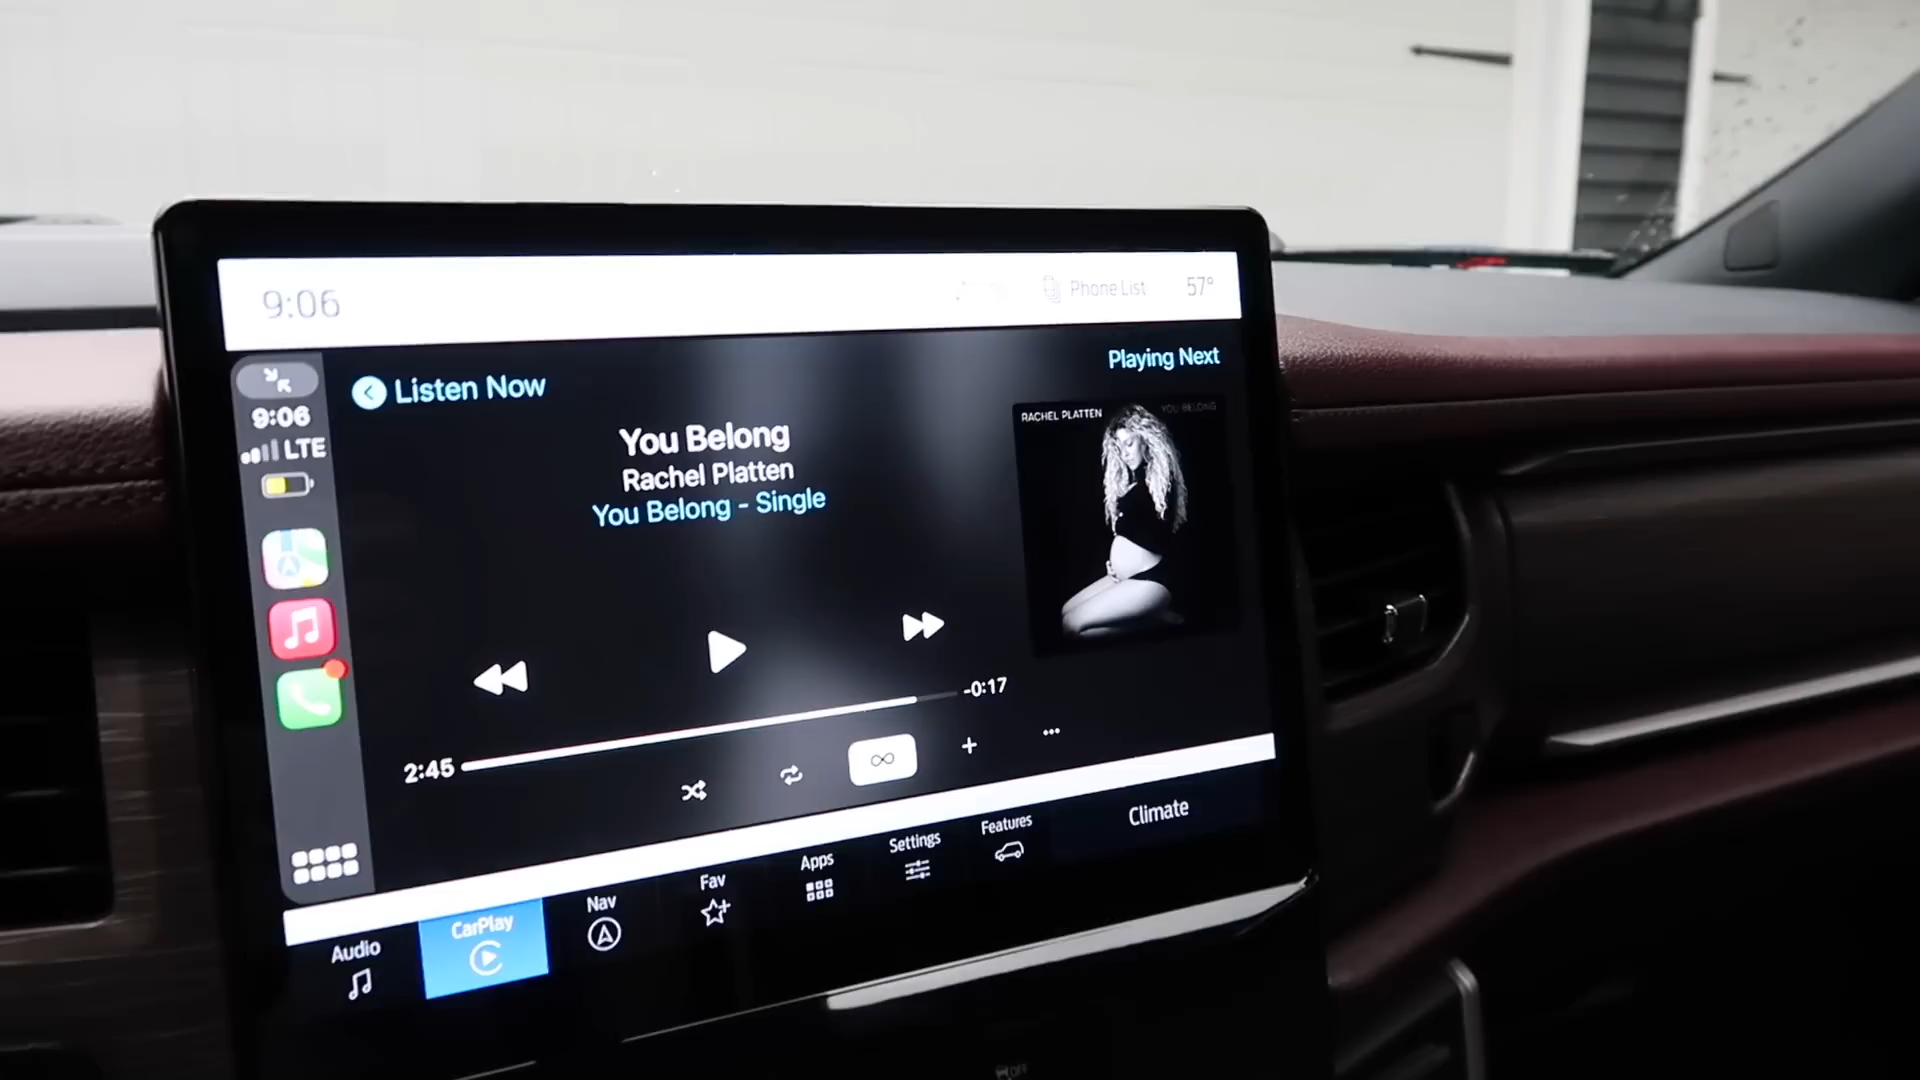 9:06
Phone List
57°
9:06
LTE
Listen Now
Playing Next
You Belong
Rachel Platten
You Belong - Single
RACHEL PLATTEN
YOU BELONG
2:45
-0:17
Audio
CarPlay
Nav
Fav
Apps
Settings
Features
Climate
OFF